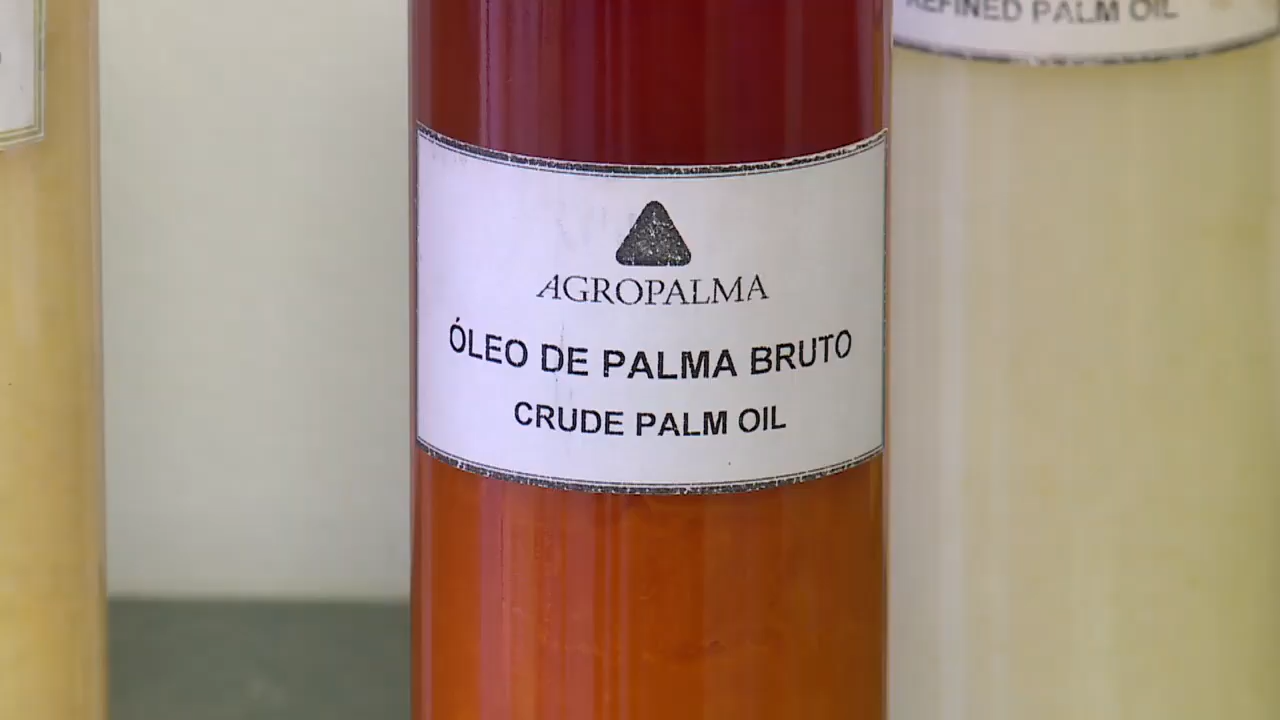 REFINED PALM OIL
AGROPALMA
ÓLEO DE PALMA BRUTO
CRUDE PALM OIL